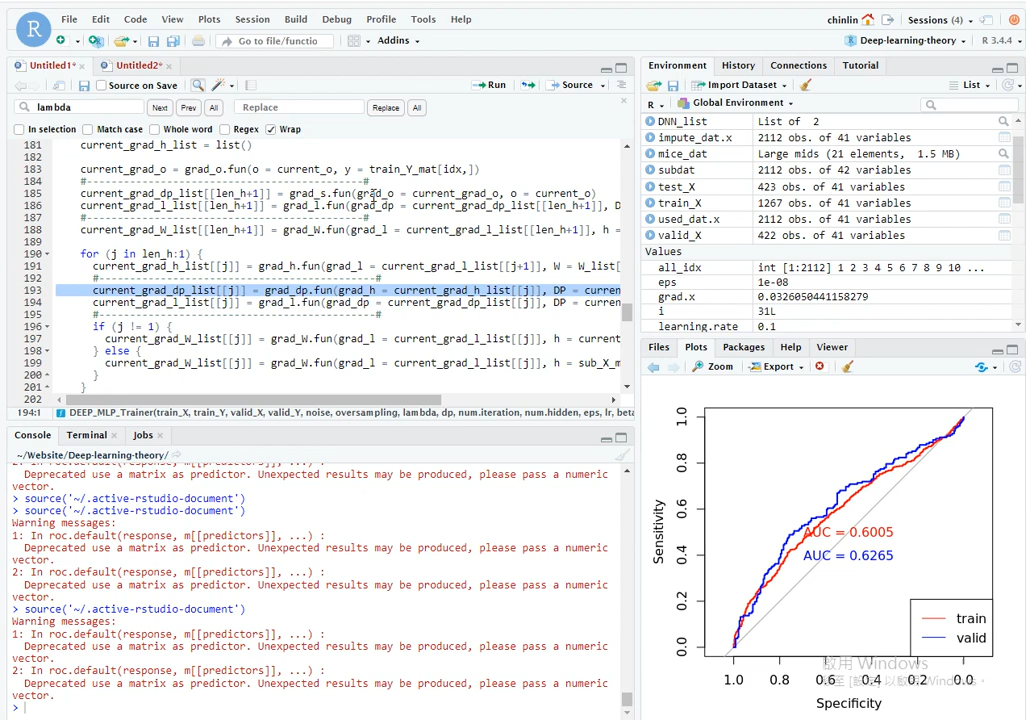 File Edit Code View Plots Session Build Debug Profile Tools Help
chinlin Sessions (4)
Go to file/functio Addins
Deep-learning-theory R 3.4.4
Untitled1* Untitled2*
Source on Save Run Source
lambda Next Prev All Replace Replace All
In selection Match case Whole word Regex Wrap
181 current_grad_h_list = list()
182
183 current_grad_o = grad_o.fun(o = current_o, y = train_Y_mat[idx,])
184 #-------------------------------------------#
185 current_grad_dp_list[[len_h+1]] = grad_s.fun(grad_o = current_grad_o, o = current_o)
186 current_grad_l_list[[len_h+1]] = grad_l.fun(grad_dp = current_grad_dp_list[[len_h+1]], D
187 #-------------------------------------------#
188 current_grad_W_list[[len_h+1]] = grad_W.fun(grad_l = current_grad_l_list[[len_h+1]], h =
189
190 for (j in len_h:1) {
191 current_grad_h_list[[j]] = grad_h.fun(grad_l = current_grad_l_list[[j+1]], W = W_list[
192 #-------------------------------------------#
193 current_grad_dp_list[[j]] = grad_dp.fun(grad_h = current_grad_h_list[[j]], DP = curren
194 current_grad_l_list[[j]] = grad_l.fun(grad_dp = current_grad_dp_list[[j]], DP = curren
195 #-------------------------------------------#
196 if (j != 1) {
197 current_grad_W_list[[j]] = grad_W.fun(grad_l = current_grad_l_list[[j]], h = current
198 } else {
199 current_grad_W_list[[j]] = grad_W.fun(grad_l = current_grad_l_list[[j]], h = sub_X_m
200 }
201 }
202
194:1 DEEP_MLP_Trainer(train_X, train_Y, valid_X, valid_Y, noise, oversampling, lambda, dp, num.iteration, num.hidden, eps, lr, beta
Console Terminal Jobs
~/Website/Deep-learning-theory/
2: In roc.default(response, m[[predictors]], ...) :
Deprecated use a matrix as predictor. Unexpected results may be produced, please pass a numeric
vector.
> source('~/.active-rstudio-document')
> source('~/.active-rstudio-document')
Warning messages:
1: In roc.default(response, m[[predictors]], ...) :
Deprecated use a matrix as predictor. Unexpected results may be produced, please pass a numeric
vector.
2: In roc.default(response, m[[predictors]], ...) :
Deprecated use a matrix as predictor. Unexpected results may be produced, please pass a numeric
vector.
> source('~/.active-rstudio-document')
Warning messages:
1: In roc.default(response, m[[predictors]], ...) :
Deprecated use a matrix as predictor. Unexpected results may be produced, please pass a numeric
vector.
2: In roc.default(response, m[[predictors]], ...) :
Deprecated use a matrix as predictor. Unexpected results may be produced, please pass a numeric
vector.
>
Environment History Connections Tutorial
Import Dataset List
R Global Environment
DNN_list List of 2
impute_dat.x 2112 obs. of 41 variables
mice_dat Large mids (21 elements, 1.5 MB)
subdat 2112 obs. of 42 variables
test_X 423 obs. of 41 variables
train_X 1267 obs. of 41 variables
used_dat.x 2112 obs. of 41 variables
valid_X 422 obs. of 41 variables
Values
all_idx int [1:2112] 1 2 3 4 5 6 7 8 9 10 ...
eps 1e-08
grad.x 0.0326050441158279
i 31L
learning.rate 0.1
Files Plots Packages Help Viewer
Zoom Export
Sensitivity
1.0
0.8
0.6
0.4
0.2
0.0
AUC = 0.6005
AUC = 0.6265
train
valid
啟用 Windows
1.0 0.8 0.6 0.4 0.2 0.0
Specificity